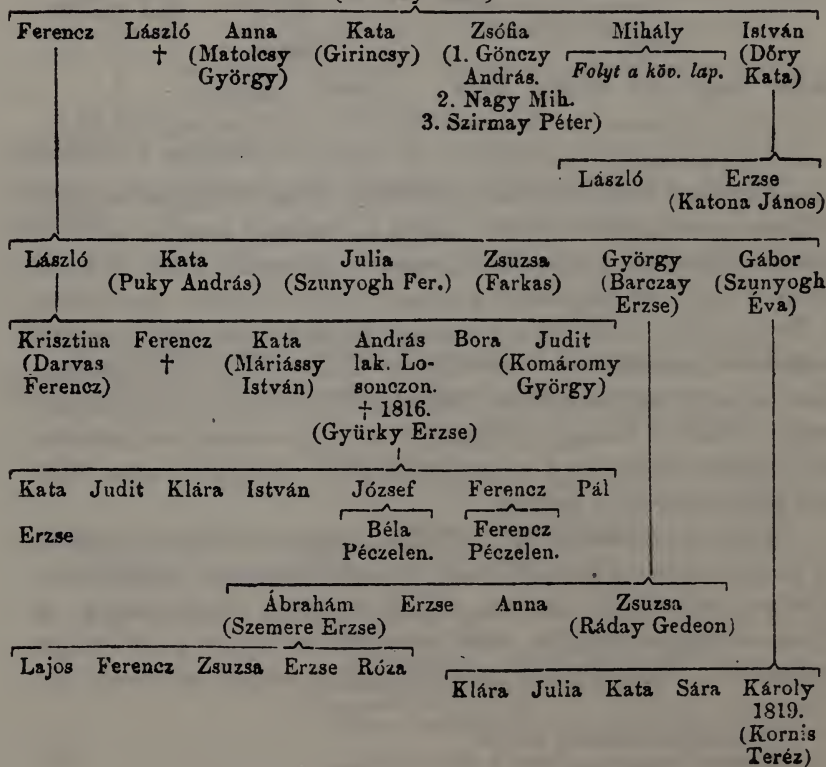 Ferencz László Anna Kata Zsófia Mihály István
† (Matolcsy (Girincsy) (1. Gönczy (Dőry
György) András. Folyt a köv. lap. Kata)
2. Nagy Mih.
3. Szirmay Péter)
László Erzse
(Katona János)
László Kata Julia Zsuzsa György Gábor
(Puky András) (Szunyogh Fer.) (Farkas) (Barczay (Szunyogh
Erzse) Éva)
Krisztina Ferencz Kata András Bora Judit
(Darvas † (Máriássy lak. Lo- (Komáromy
Ferencz) István) sonczon. György)
† 1816.
(Gyürky Erzse)
Kata Judit Klára István József Ferencz Pál
Erzse Béla Ferencz
Péczelen. Péczelen.
Ábrahám Erzse Anna Zsuzsa
(Szemere Erzse) (Ráday Gedeon)
Lajos Ferencz Zsuzsa Erzse Róza
Klára Julia Kata Sára Károly
1819.
(Kornis
Teréz)